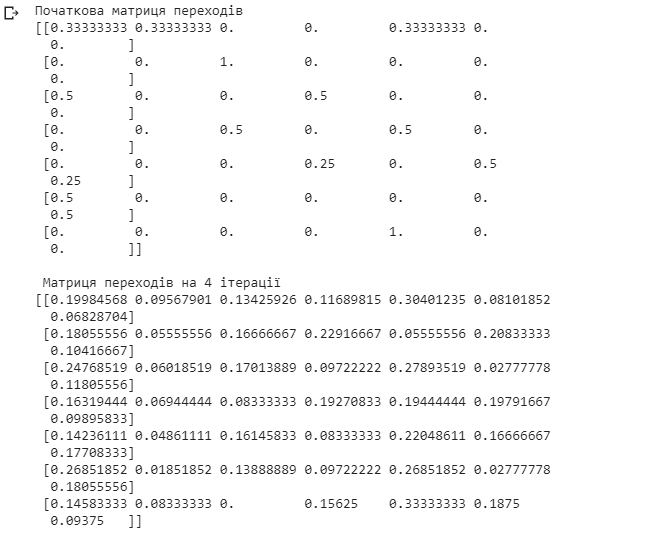 Початкова матриця переходів
[[0.33333333 0.33333333 0. 0. 0.33333333 0.
0. ]
[0. 0. 1. 0. 0. 0.
0. ]
[0.5 0. 0. 0.5 0. 0.
0. ]
[0. 0. 0.5 0. 0.5 0.
0. ]
[0. 0. 0. 0.25 0. 0.5
0.25 ]
[0.5 0. 0. 0. 0. 0.
0.5 ]
[0. 0. 0. 0. 1. 0.
0. ]]
Матриця переходів на 4 ітерації
[[0.19984568 0.09567901 0.13425926 0.11689815 0.30401235 0.08101852
0.06828704]
[0.18055556 0.05555556 0.16666667 0.22916667 0.05555556 0.20833333
0.10416667]
[0.24768519 0.06018519 0.17013889 0.09722222 0.27893519 0.02777778
0.11805556]
[0.16319444 0.06944444 0.08333333 0.19270833 0.19444444 0.19791667
0.09895833]
[0.14236111 0.04861111 0.16145833 0.08333333 0.22048611 0.16666667
0.17708333]
[0.26851852 0.01851852 0.13888889 0.09722222 0.26851852 0.02777778
0.18055556]
[0.14583333 0.08333333 0. 0.15625 0.33333333 0.1875
0.09375 ]]